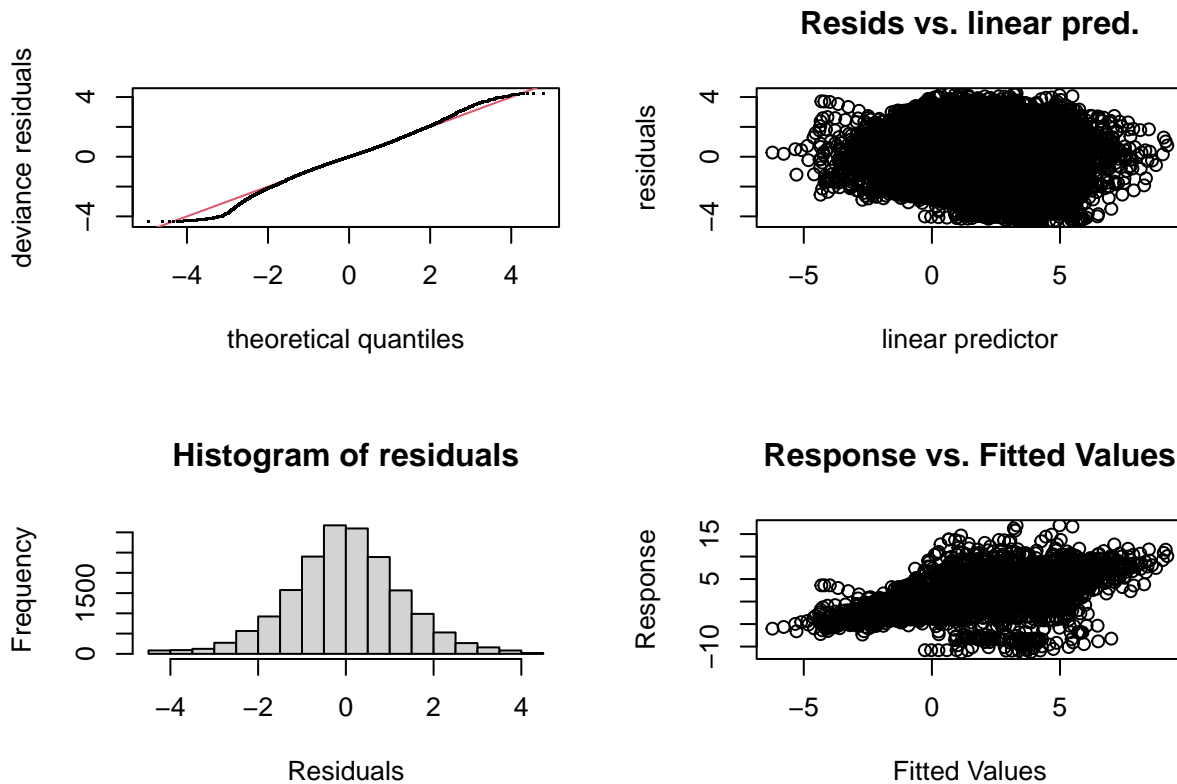 deviance residuals
4
0
−4
−4 −2 0 2 4
theoretical quantiles
Resids vs. linear pred.
residuals
4
0
−4
−5 0 5
linear predictor
Histogram of residuals
Frequency
1500
0
−4 −2 0 2 4
Residuals
Response vs. Fitted Values
Response
15
5
−10
−5 0 5
Fitted Values